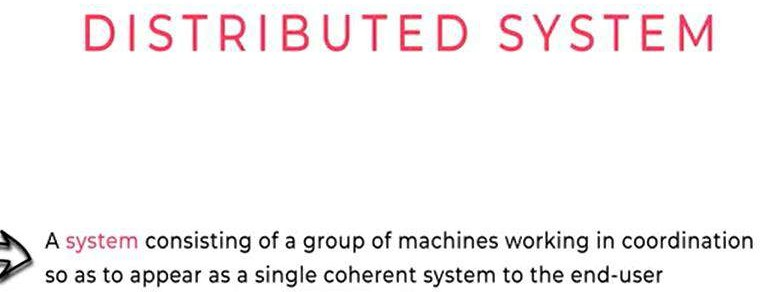 DISTRIBUTED SYSTEM
A system consisting of a group of machines working in coordination
so as to appear as a single coherent system to the end-user